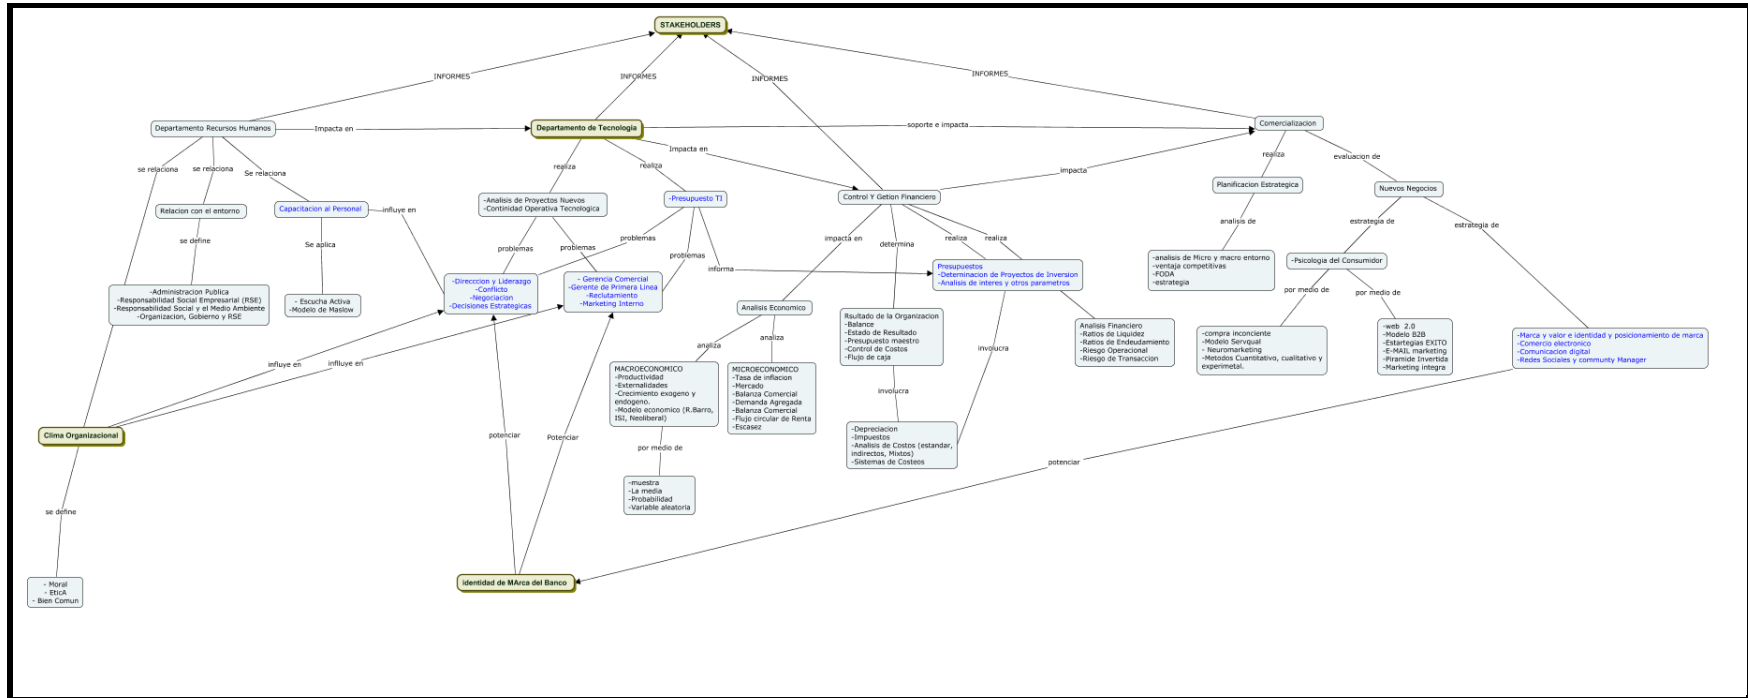 STAKEHOLDERS
INFORMES
INFORMES
INFORMES
INFORMES
Departamento Recursos Humanos
Impacta en
Departamento de Tecnologia
soporte e impacta
Comercializacion
Impacta en
impacta
se relaciona
se relaciona
Se relaciona
realiza
realiza
realiza
evaluacion de
Relacion con el entorno
Capacitacion al Personal
influye en
-Analisis de Proyectos Nuevos
-Continidad Operativa Tecnologica
-Presupuesto TI
Control Y Getion Financiero
Planificacion Estrategica
Nuevos Negocios
se define
Se aplica
problemas
problemas
problemas
problemas
informa
impacta en
determina
realiza
realiza
analisis de
estrategia de
estrategia de
-Administracion Publica
-Responsabilidad Social Empresarial (RSE)
-Responsabilidad Social y el Medio Ambiente
-Organizacion, Gobierno y RSE
- Escucha Activa
-Modelo de Maslow
-Direcccion y Liderazgo
-Conflicto
-Negociacion
-Decisiones Estrategicas
- Gerencia Comercial
-Gerente de Primera Linea
-Reclutamiento
-Marketing Interno
Presupuestos
-Determinacion de Proyectos de Inversion
-Analisis de interes y otros parametros
-analisis de Micro y macro entorno
-ventaja competitivas
-FODA
-estrategia
-Psicologia del Consumidor
por medio de
por medio de
Analisis Economico
Rsultado de la Organizacion
-Balance
-Estado de Resultado
-Presupuesto maestro
-Control de Costos
-Flujo de caja
Analisis Financiero
-Ratios de Liquidez
-Ratios de Endeudamiento
-Riesgo Operacional
-Riesgo de Transaccion
-compra inconciente
-Modelo Servqual
- Neuromarketing
-Metodos Cuantitativo, cualitativo y
experimetal.
-web  2.0
-Modelo B2B
-Estartegias EXITO
-E-MAIL marketing
-Piramide Invertida
-Marketing integra
-Marca y valor e identidad y posicionamiento de marca
-Comercio electronico
-Comunicacion digital
-Redes Sociales y communty Manager
analiza
analiza
involucra
influye en
influye en
MACROECONOMICO
-Productividad
-Externalidades
-Crecimiento exogeno y
endogeno.
-Modelo economico (R.Barro,
ISI, Neoliberal)
MICROECONOMICO
-Tasa de inflacion
-Mercado
-Balanza Comercial
-Demanda Agregada
-Balanza Comercial
-Flujo circular de Renta
-Escasez
involucra
Clima Organizacional
potenciar
Potenciar
por medio de
-Depreciacion
-Impuestos
-Analisis de Costos (estandar,
indirectos, Mixtos)
-Sistemas de Costeos
potenciar
-muestra
-La media
-Probabilidad
-Variable aleatoria
se define
identidad de MArca del Banco
- Moral
- EticA
- Bien Comun